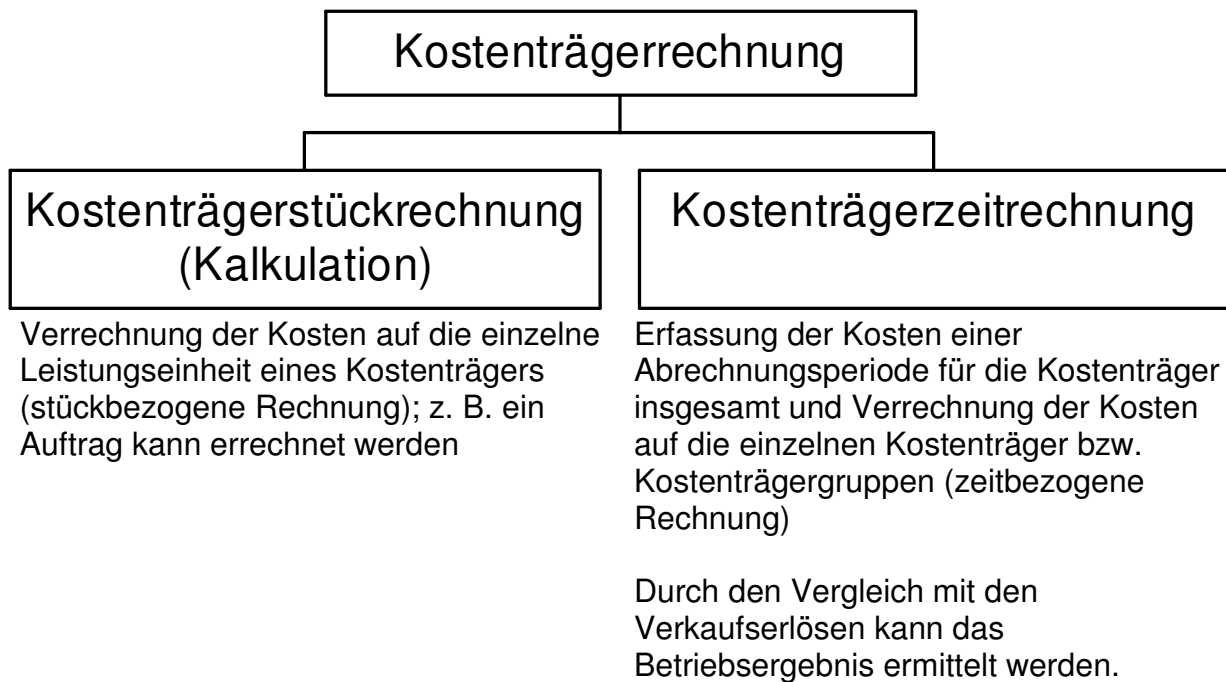 Kostenträgerrechnung
Kostenträgerstückrechnung
(Kalkulation)
Verrechnung der Kosten auf die einzelne
Leistungseinheit eines Kostenträgers
(stückbezogene Rechnung); z. B. ein
Auftrag kann errechnet werden
Kostenträgerzeitrechnung
Erfassung der Kosten einer
Abrechnungsperiode für die Kostenträger
insgesamt und Verrechnung der Kosten
auf die einzelnen Kostenträger bzw.
Kostenträgergruppen (zeitbezogene
Rechnung)
Durch den Vergleich mit den
Verkaufserlösen kann das
Betriebsergebnis ermittelt werden.